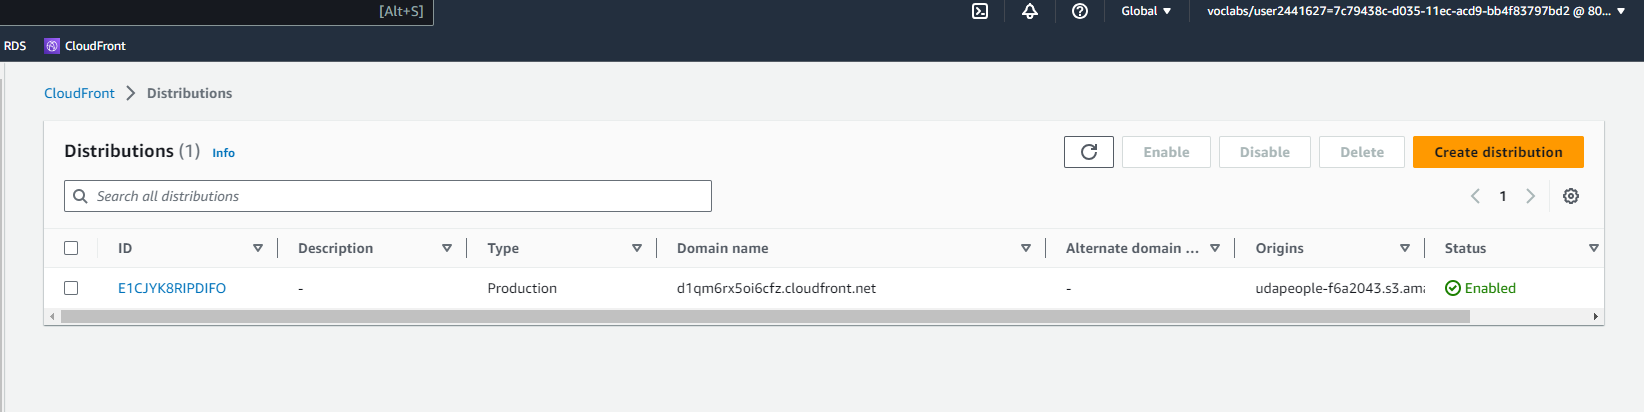 [Alt+S] Global voclabs/user2441627=7c79438c-d035-11ec-acd9-bb4f83797bd2 @ 80...
RDS CloudFront
CloudFront Distributions
Distributions (1) Info Enable Disable Delete Create distribution
Search all distributions 1
ID Description Type Domain name Alternate domain ... Origins Status
E1CJYK8RIPDIFO - Production d1qm6rx5oi6cfz.cloudfront.net - udapeople-f6a2043.s3.ama Enabled